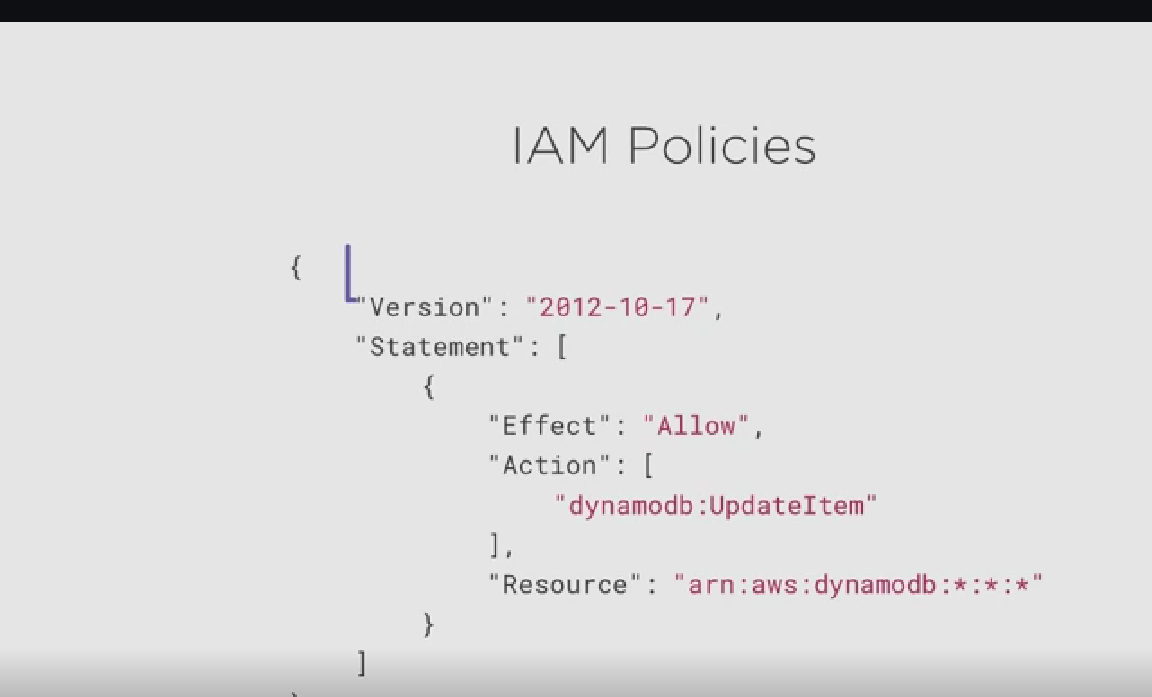 IAM Policies
{
"Version": "2012-10-17",
"Statement": [
{
"Effect": "Allow",
"Action": [
"dynamodb:UpdateItem"
],
"Resource": "arn:aws:dynamodb:*:*:*"
}
]